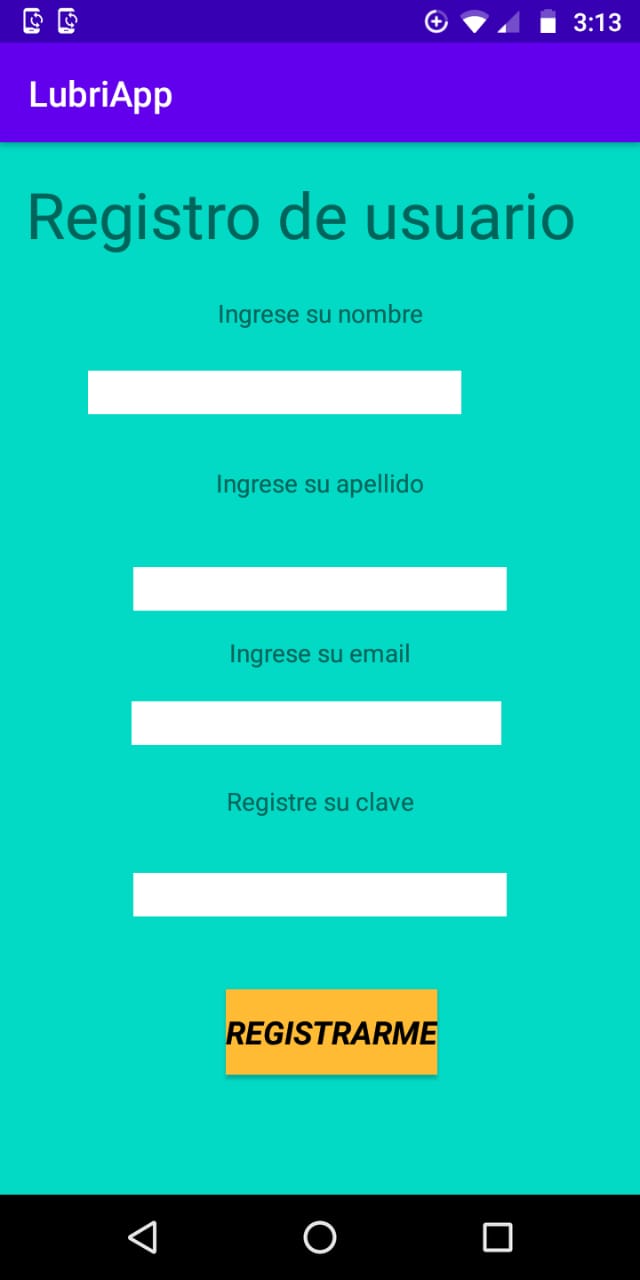 3:13
LubriApp
Registro de usuario
Ingrese su nombre
Ingrese su apellido
Ingrese su email
Registre su clave
REGISTRARME